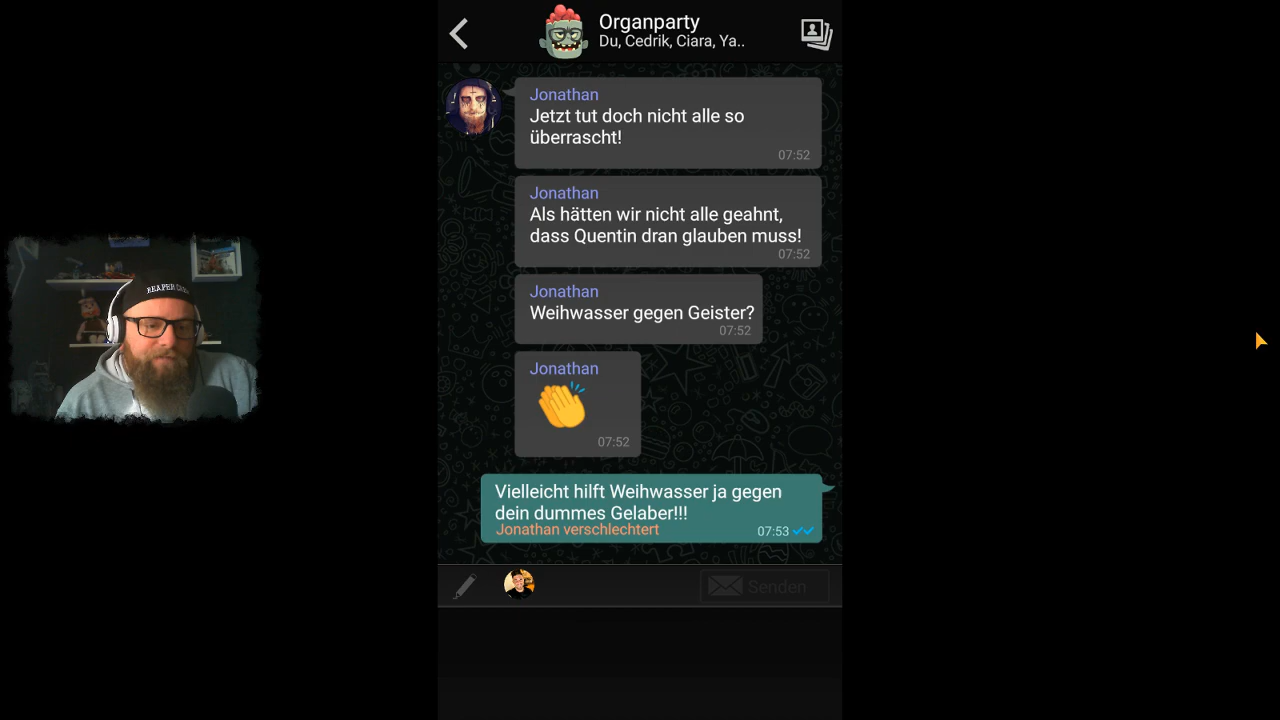 Organparty
Du, Cedrik, Ciara, Ya..
Jonathan
Jetzt tut doch nicht alle so
überrascht!
07:52
Jonathan
Als hätten wir nicht alle geahnt,
dass Quentin dran glauben muss!
07:52
Jonathan
Weihwasser gegen Geister?
07:52
Jonathan
07:52
Vielleicht hilft Weihwasser ja gegen
dein dummes Gelaber!!!
Jonathan verschlechtert
07:53
Senden
REAPER